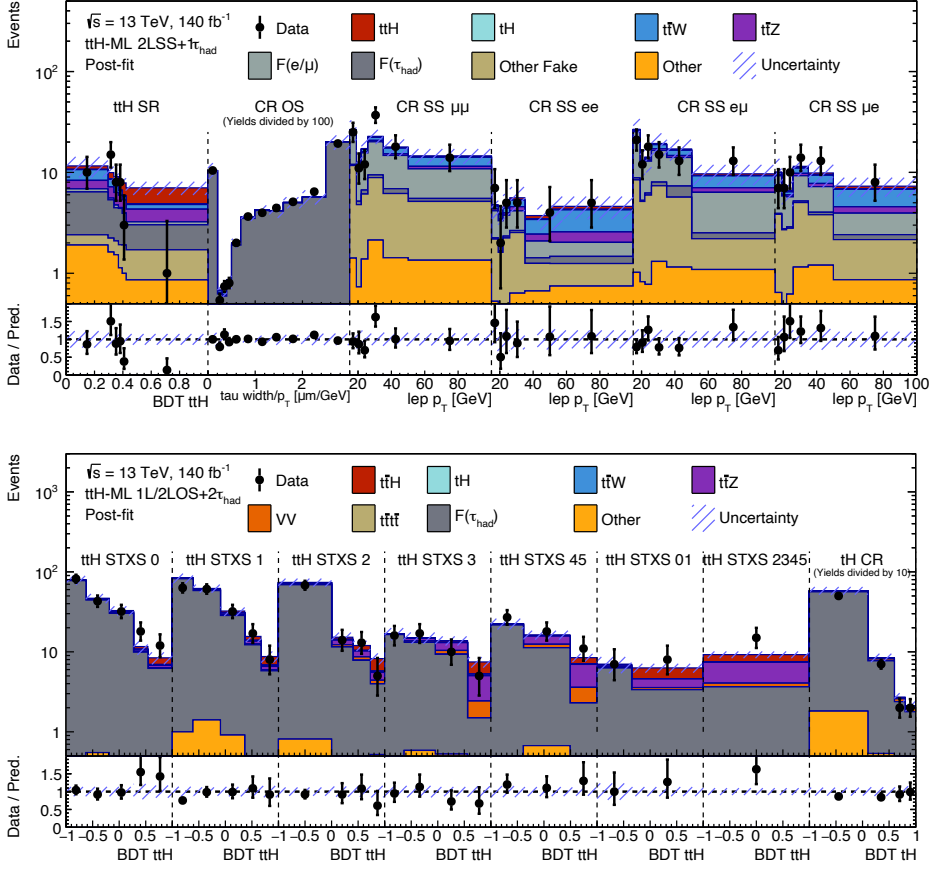 Events
√s = 13 TeV, 140 fb-1
ttH-ML 2LSS+1τhad
Post-fit
Data ttH tH tt̄W tt̄Z
F(e/μ) F(τhad) Other Fake Other Uncertainty
10²
10
1
ttH SR CR OS CR SS μμ CR SS ee CR SS eμ CR SS μe
(Yields divided by 100)
Data / Pred.
1.5
1
0.5
0
0 0.2 0.4 0.6 0.8 0 1 2 20 40 60 80 20 40 60 80 20 40 60 80 20 40 60 80 100
BDT ttH tau width/pT [μm/GeV] lep pT [GeV] lep pT [GeV] lep pT [GeV] lep pT [GeV]
Events
√s = 13 TeV, 140 fb-1
ttH-ML 1L/2LOS+2τhad
Post-fit
Data tt̄H tH tt̄W tt̄Z
VV tt̄tt̄ F(τhad) Other Uncertainty
10³
10²
10
1
ttH STXS 0 ttH STXS 1 ttH STXS 2 ttH STXS 3 ttH STXS 45 ttH STXS 01 ttH STXS 2345 tH CR
(Yields divided by 10)
Data / Pred.
1.5
1
0.5
0
−1 −0.5 0 0.5 −1 −0.5 0 0.5 −1 −0.5 0 0.5 −1 −0.5 0 0.5 −1 −0.5 0 0.5 −1 −0.5 0 0.5 −1 −0.5 0 0.5 −1 −0.5 0 0.5 1
BDT ttH BDT ttH BDT ttH BDT ttH BDT ttH BDT ttH BDT ttH BDT tH